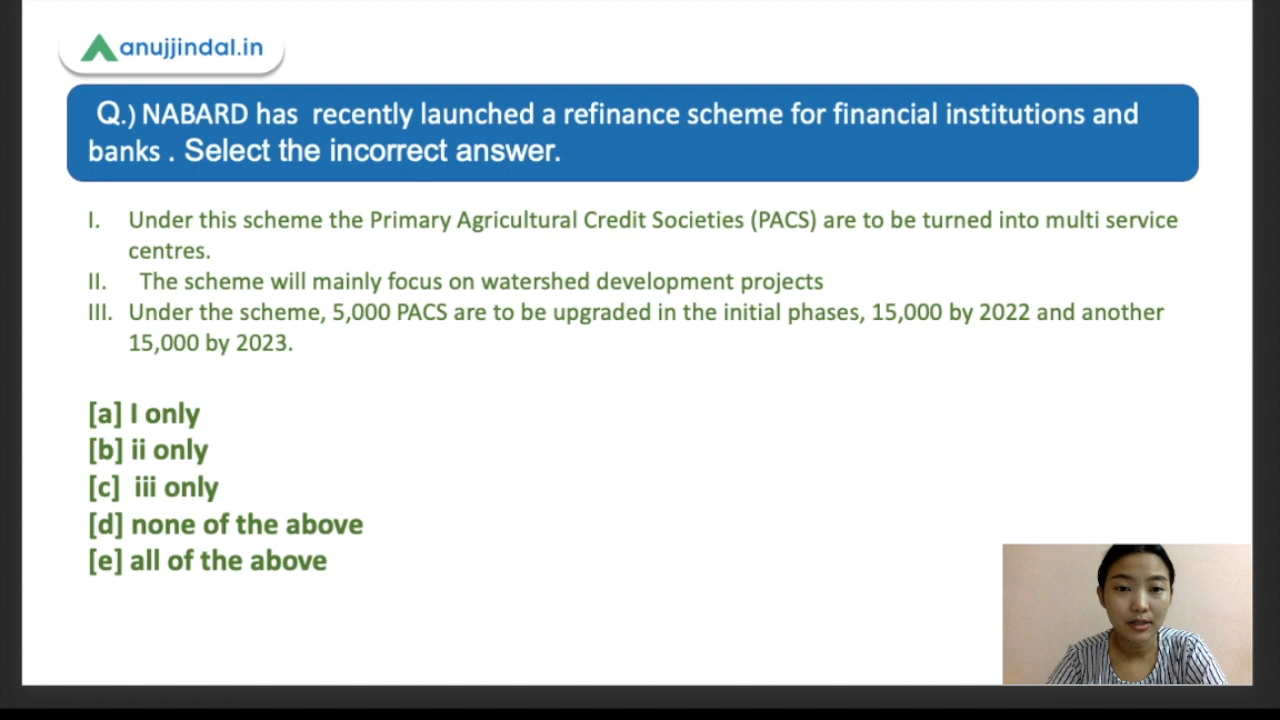 anujjindal.in
Q.) NABARD has recently launched a refinance scheme for financial institutions and
banks . Select the incorrect answer.
I. Under this scheme the Primary Agricultural Credit Societies (PACS) are to be turned into multi service
centres.
II. The scheme will mainly focus on watershed development projects
III. Under the scheme, 5,000 PACS are to be upgraded in the initial phases, 15,000 by 2022 and another
15,000 by 2023.
[a] I only
[b] ii only
[c] iii only
[d] none of the above
[e] all of the above